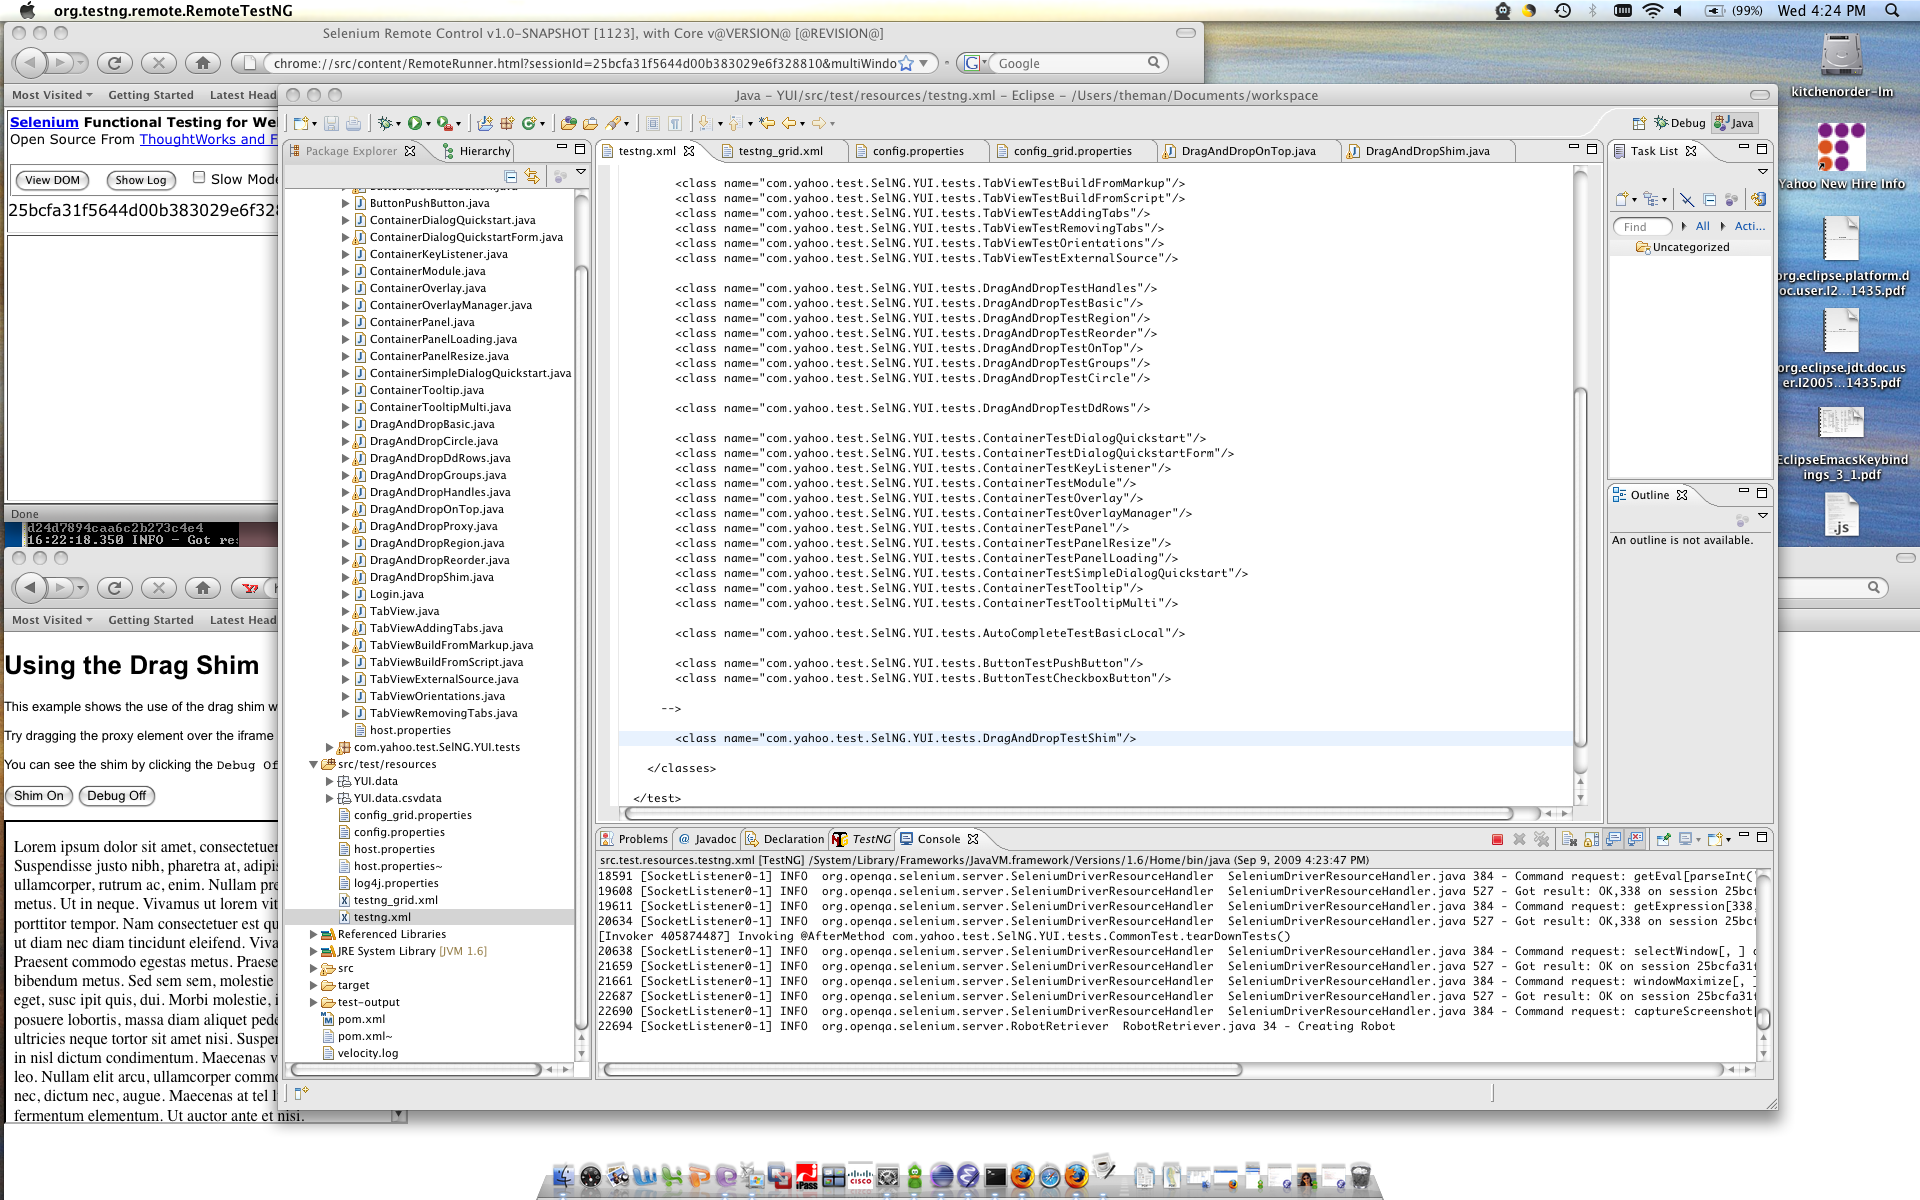 org.testng.remote.RemoteTestNG
(99%)
Wed 4:24 PM
Selenium Remote Control v1.0-SNAPSHOT [1123], with Core v@VERSION@ [@REVISION@]
chrome://src/content/RemoteRunner.html?sessionId=25bcfa31f5644d00b383029e6f328810&multiWindo
Google
Most Visited
Getting Started
Latest Head
Selenium Functional Testing for We
Open Source From ThoughtWorks and F
View DOM
Show Log
Slow Mode
25bcfa31f5644d00b383029e6f328
Done
d24d7894caa6c2b273c4e4
16:22:18.350 INFO - Got res
Most Visited
Getting Started
Latest Head
Using the Drag Shim
This example shows the use of the drag shim w
Try dragging the proxy element over the iframe
You can see the shim by clicking the Debug Of
Shim On
Debug Off
Lorem ipsum dolor sit amet, consectetuer
Suspendisse justo nibh, pharetra at, adipis
ullamcorper, rutrum ac, enim. Nullam pre
metus. Ut in neque. Vivamus ut lorem vit
porttitor tempor. Nam consectetuer est qu
ut diam nec diam tincidunt eleifend. Viva
Praesent commodo egestas metus. Praese
bibendum metus. Sed sem sem, molestie
eget, susc ipit quis, dui. Morbi molestie, i
posuere lobortis, massa diam aliquet pede
ultricies neque tortor sit amet nisi. Suspen
in nisl dictum condimentum. Maecenas v
leo. Nullam elit arcu, ullamcorper commo
nec, dictum nec, augue. Maecenas at tel l
fermentum elementum. Ut auctor ante et nisi.
Java - YUI/src/test/resources/testng.xml - Eclipse - /Users/theman/Documents/workspace
Debug
Java
Package Explorer
Hierarchy
ButtonCheckboxButton.java
ButtonPushButton.java
ContainerDialogQuickstart.java
ContainerDialogQuickstartForm.java
ContainerKeyListener.java
ContainerModule.java
ContainerOverlay.java
ContainerOverlayManager.java
ContainerPanel.java
ContainerPanelLoading.java
ContainerPanelResize.java
ContainerSimpleDialogQuickstart.java
ContainerTooltip.java
ContainerTooltipMulti.java
DragAndDropBasic.java
DragAndDropCircle.java
DragAndDropDdRows.java
DragAndDropGroups.java
DragAndDropHandles.java
DragAndDropOnTop.java
DragAndDropProxy.java
DragAndDropRegion.java
DragAndDropReorder.java
DragAndDropShim.java
Login.java
TabView.java
TabViewAddingTabs.java
TabViewBuildFromMarkup.java
TabViewBuildFromScript.java
TabViewExternalSource.java
TabViewOrientations.java
TabViewRemovingTabs.java
host.properties
com.yahoo.test.SelNG.YUI.tests
src/test/resources
YUI.data
YUI.data.csvdata
config_grid.properties
config.properties
host.properties
host.properties~
log4j.properties
testng_grid.xml
testng.xml
Referenced Libraries
JRE System Library [JVM 1.6]
src
target
test-output
pom.xml
pom.xml~
velocity.log
testng.xml
testng_grid.xml
config.properties
config_grid.properties
DragAndDropOnTop.java
DragAndDropShim.java
<class name="com.yahoo.test.SelNG.YUI.tests.TabViewTestBuildFromMarkup"/>
<class name="com.yahoo.test.SelNG.YUI.tests.TabViewTestBuildFromScript"/>
<class name="com.yahoo.test.SelNG.YUI.tests.TabViewTestAddingTabs"/>
<class name="com.yahoo.test.SelNG.YUI.tests.TabViewTestRemovingTabs"/>
<class name="com.yahoo.test.SelNG.YUI.tests.TabViewTestOrientations"/>
<class name="com.yahoo.test.SelNG.YUI.tests.TabViewTestExternalSource"/>
<class name="com.yahoo.test.SelNG.YUI.tests.DragAndDropTestHandles"/>
<class name="com.yahoo.test.SelNG.YUI.tests.DragAndDropTestBasic"/>
<class name="com.yahoo.test.SelNG.YUI.tests.DragAndDropTestRegion"/>
<class name="com.yahoo.test.SelNG.YUI.tests.DragAndDropTestReorder"/>
<class name="com.yahoo.test.SelNG.YUI.tests.DragAndDropTestOnTop"/>
<class name="com.yahoo.test.SelNG.YUI.tests.DragAndDropTestGroups"/>
<class name="com.yahoo.test.SelNG.YUI.tests.DragAndDropTestCircle"/>
<class name="com.yahoo.test.SelNG.YUI.tests.DragAndDropTestDdRows"/>
<class name="com.yahoo.test.SelNG.YUI.tests.ContainerTestDialogQuickstart"/>
<class name="com.yahoo.test.SelNG.YUI.tests.ContainerTestDialogQuickstartForm"/>
<class name="com.yahoo.test.SelNG.YUI.tests.ContainerTestKeyListener"/>
<class name="com.yahoo.test.SelNG.YUI.tests.ContainerTestModule"/>
<class name="com.yahoo.test.SelNG.YUI.tests.ContainerTestOverlay"/>
<class name="com.yahoo.test.SelNG.YUI.tests.ContainerTestOverlayManager"/>
<class name="com.yahoo.test.SelNG.YUI.tests.ContainerTestPanel"/>
<class name="com.yahoo.test.SelNG.YUI.tests.ContainerTestPanelResize"/>
<class name="com.yahoo.test.SelNG.YUI.tests.ContainerTestPanelLoading"/>
<class name="com.yahoo.test.SelNG.YUI.tests.ContainerTestSimpleDialogQuickstart"/>
<class name="com.yahoo.test.SelNG.YUI.tests.ContainerTestTooltip"/>
<class name="com.yahoo.test.SelNG.YUI.tests.ContainerTestTooltipMulti"/>
<class name="com.yahoo.test.SelNG.YUI.tests.AutoCompleteTestBasicLocal"/>
<class name="com.yahoo.test.SelNG.YUI.tests.ButtonTestPushButton"/>
<class name="com.yahoo.test.SelNG.YUI.tests.ButtonTestCheckboxButton"/>
-->
<class name="com.yahoo.test.SelNG.YUI.tests.DragAndDropTestShim"/>
</classes>
</test>
Problems
Javadoc
Declaration
TestNG
Console
src.test.resources.testng.xml [TestNG] /System/Library/Frameworks/JavaVM.framework/Versions/1.6/Home/bin/java (Sep 9, 2009 4:23:47 PM)
18591 [SocketListener0-1] INFO org.openqa.selenium.server.SeleniumDriverResourceHandler SeleniumDriverResourceHandler.java 384 - Command request: getEval[parseInt(
19608 [SocketListener0-1] INFO org.openqa.selenium.server.SeleniumDriverResourceHandler SeleniumDriverResourceHandler.java 527 - Got result: OK,338 on session 25bcf
19611 [SocketListener0-1] INFO org.openqa.selenium.server.SeleniumDriverResourceHandler SeleniumDriverResourceHandler.java 384 - Command request: getExpression[338,
20634 [SocketListener0-1] INFO org.openqa.selenium.server.SeleniumDriverResourceHandler SeleniumDriverResourceHandler.java 527 - Got result: OK,338 on session 25bcf
[Invoker 405874487] Invoking @AfterMethod com.yahoo.test.SelNG.YUI.tests.CommonTest.tearDownTests()
20638 [SocketListener0-1] INFO org.openqa.selenium.server.SeleniumDriverResourceHandler SeleniumDriverResourceHandler.java 384 - Command request: selectWindow[, ] o
21659 [SocketListener0-1] INFO org.openqa.selenium.server.SeleniumDriverResourceHandler SeleniumDriverResourceHandler.java 527 - Got result: OK on session 25bcfa31f
21661 [SocketListener0-1] INFO org.openqa.selenium.server.SeleniumDriverResourceHandler SeleniumDriverResourceHandler.java 384 - Command request: windowMaximize[, ]
22687 [SocketListener0-1] INFO org.openqa.selenium.server.SeleniumDriverResourceHandler SeleniumDriverResourceHandler.java 527 - Got result: OK on session 25bcfa31f
22690 [SocketListener0-1] INFO org.openqa.selenium.server.SeleniumDriverResourceHandler SeleniumDriverResourceHandler.java 384 - Command request: captureScreenshot[
22694 [SocketListener0-1] INFO org.openqa.selenium.server.RobotRetriever RobotRetriever.java 34 - Creating Robot
Task List
Find
All
Acti...
Uncategorized
Outline
An outline is not available.
kitchenorder-lm
Yahoo New Hire Info
org.eclipse.platform.d
oc.user.I2...1435.pdf
org.eclipse.jdt.doc.us
er.I2005...1435.pdf
EclipseEmacsKeybind
ings_3_1.pdf
.js
iPass
CISCO